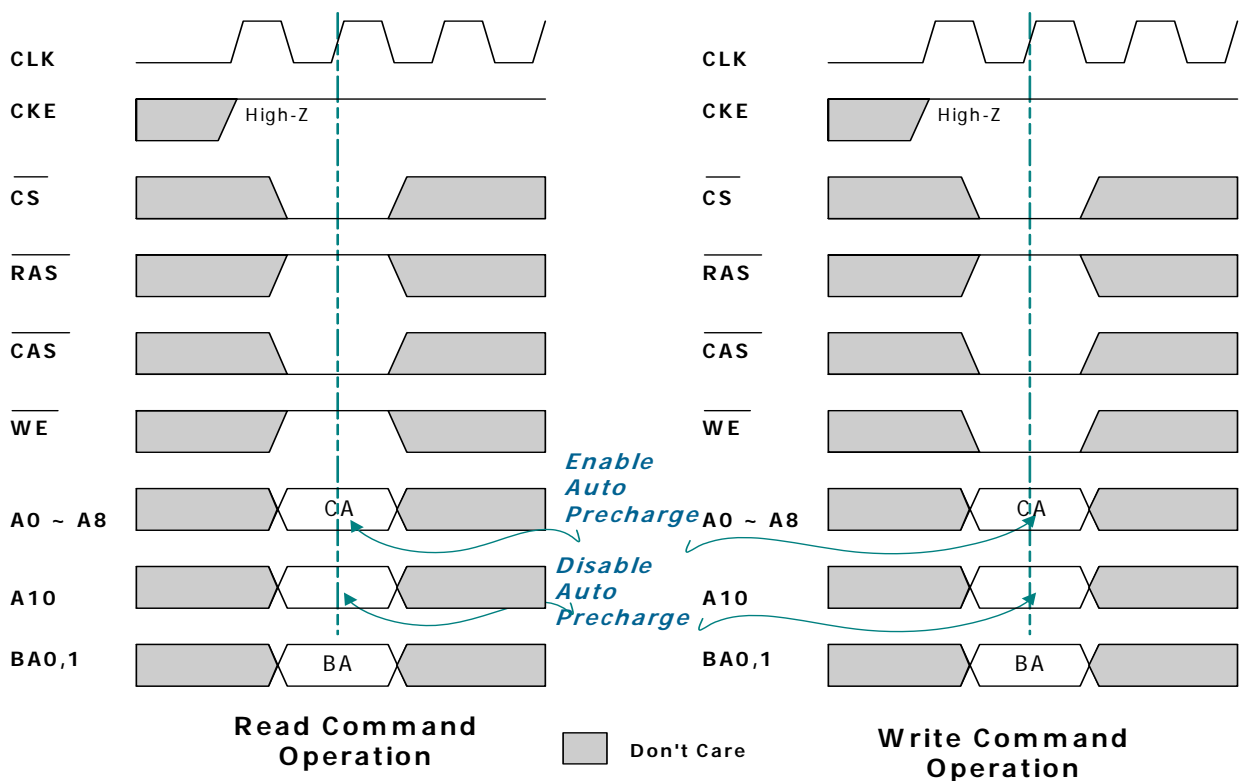 CLK
CKE
High-Z
CS
RAS
CAS
WE
A0 ~ A8
CA
A10
BA0,1
BA
Read Command
Operation
Enable
Auto
Precharge
Disable
Auto
Precharge
Don't Care
CLK
CKE
High-Z
CS
RAS
CAS
WE
A0 ~ A8
CA
A10
BA0,1
BA
Write Command
Operation